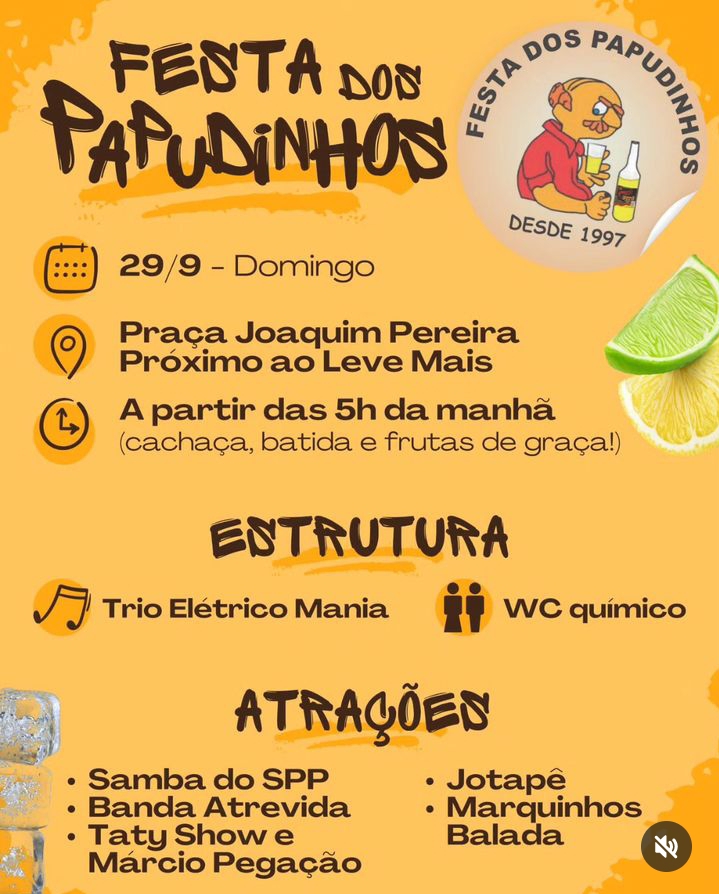 FESTA DOS
PAPUDINHOS
FESTA DOS PAPUDINHOS
DESDE 1997
29/9 - Domingo
Praça Joaquim Pereira
Próximo ao Leve Mais
A partir das 5h da manhã
(cachaça, batida e frutas de graça!)
ESTRUTURA
Trio Elétrico Mania
WC químico
ATRAÇÕES
• Samba do SPP
• Banda Atrevida
• Taty Show e
Márcio Pegação
• Jotapê
• Marquinhos
Balada